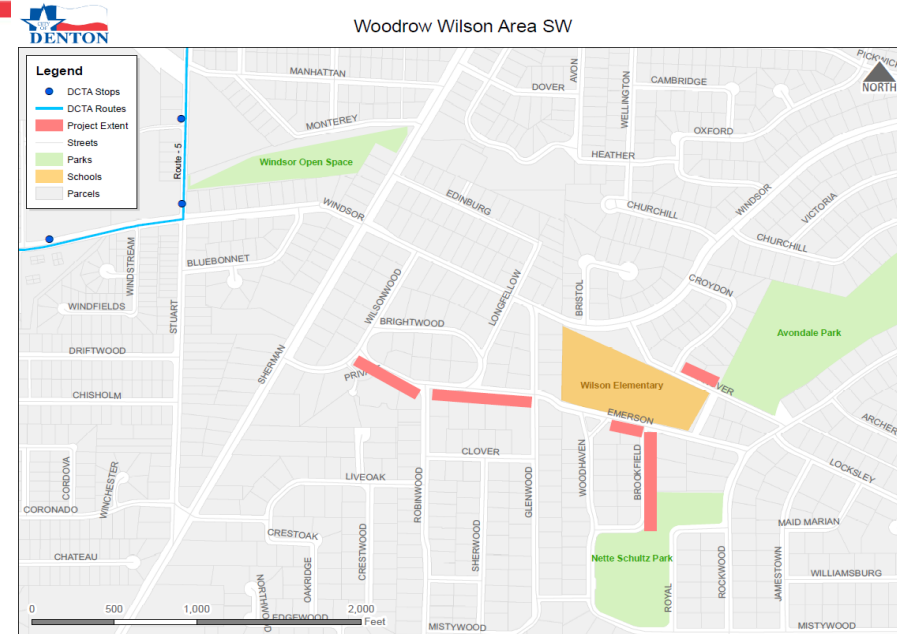 CITY
OF
DENTON
Woodrow Wilson Area SW
Legend
DCTA Stops
DCTA Routes
Project Extent
Streets
Parks
Schools
Parcels
NORTH
MANHATTAN
MONTEREY
Route - 5
Windsor Open Space
WINDSOR
EDINBURG
AVON
DOVER
WELLINGTON
CAMBRIDGE
OXFORD
HEATHER
CHURCHILL
WINDSOR
VICTORIA
CHURCHILL
CROYDON
BRISTOL
Avondale Park
WINDSTREAM
BLUEBONNET
WINDFIELDS
STUART
WILSONWOOD
LONGFELLOW
BRIGHTWOOD
DRIFTWOOD
SHERMAN
CHISHOLM
PRIVA
Wilson Elementary
VER
EMERSON
ARCHER
CLOVER
LOCKSLEY
CORDOVA
WINCHESTER
LIVEOAK
ROBINWOOD
GLENWOOD
WOODHAVEN
BROOKFIELD
CORONADO
CRESTOAK
MAID MARIAN
CHATEAU
CRESTWOOD
OAKRIDGE
SHERWOOD
Nette Schultz Park
ROYAL
ROCKWOOD
JAMESTOWN
WILLIAMSBURG
EDGEWOOD
MISTYWOOD
MISTYWOOD
0 500 1,000 2,000
Feet